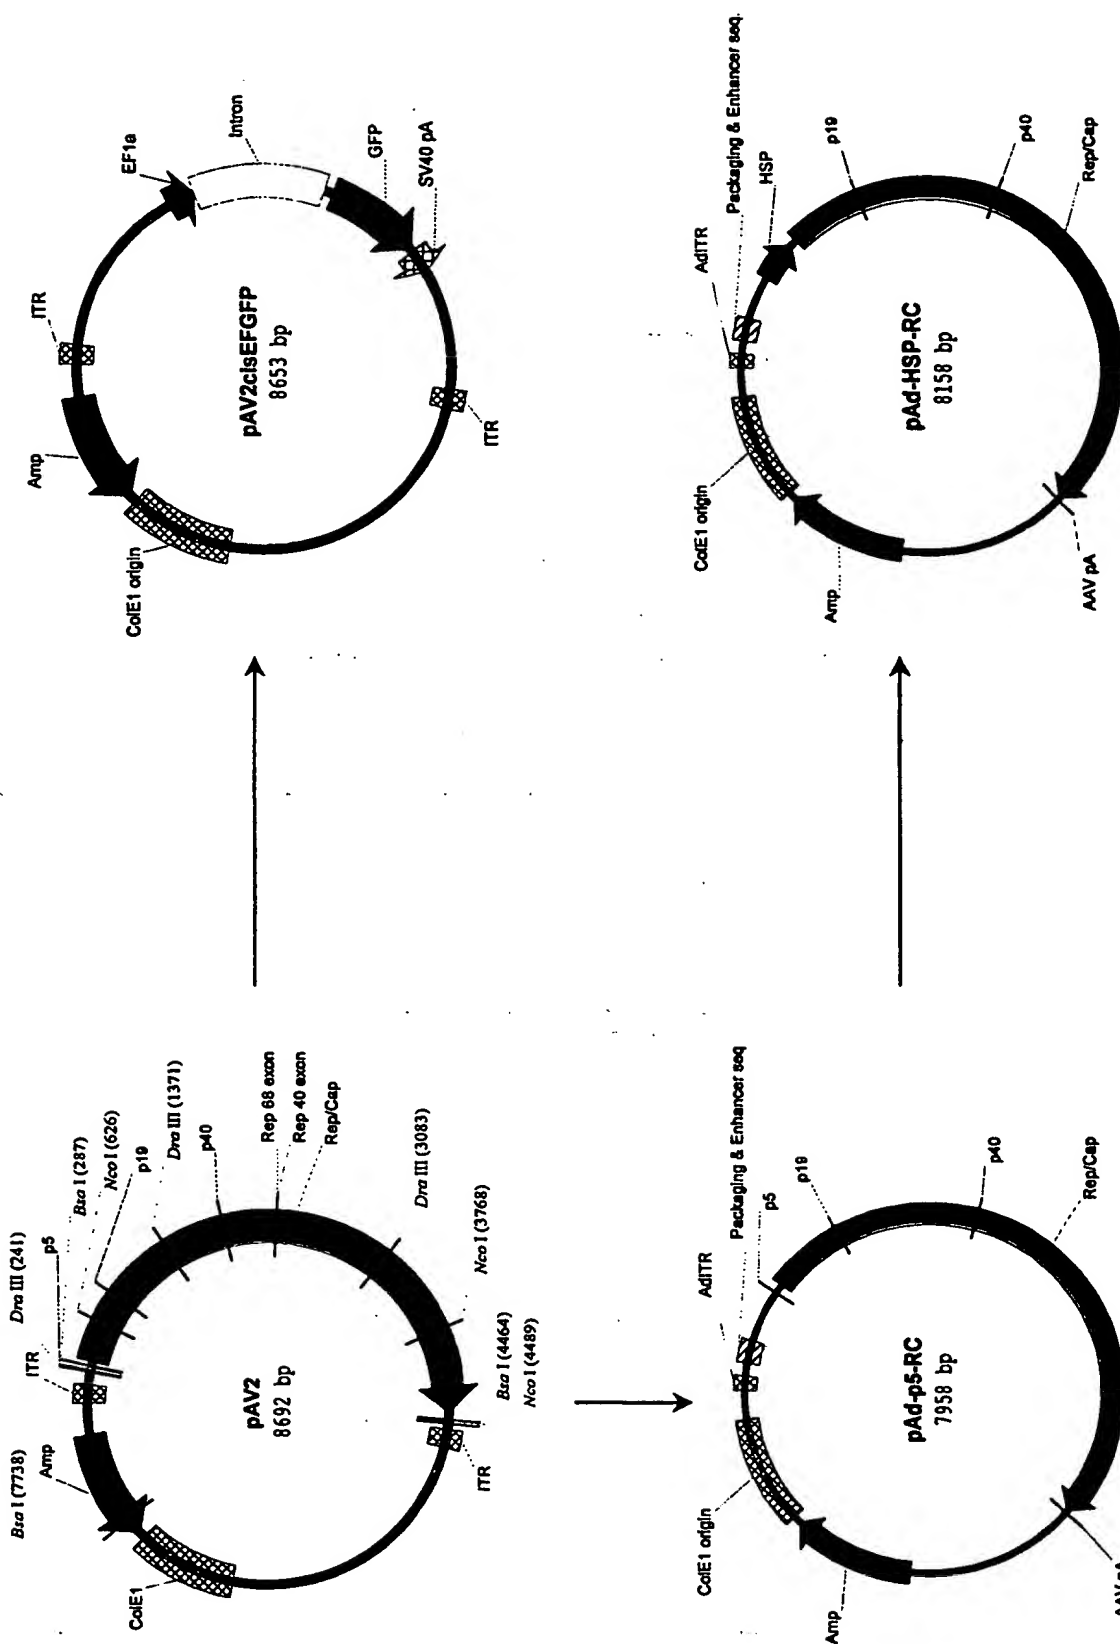 pAV2
8692 bp
Bsa I (7738)
Amp
ITR
Dra III (241)
p5
Bsa I (287)
Nco I (626)
p19
Dra III (1371)
p40
Rep 68 exon
Rep 40 exon
Rep/Cap
Dra III (3083)
Nco I (3768)
Bsa I (4464)
Nco I (4489)
ITR
ColE1
pAV2cisEFGFP
8653 bp
ColE1 origin
Amp
ITR
EF1a
Intron
GFP
SV40 pA
ITR
pAd-p5-RC
7958 bp
Amp
ColE1 origin
AdITR
Packaging & Enhancer seq
p5
p19
p40
Rep/Cap
AAV pA
pAd-HSP-RC
8158 bp
Amp
ColE1 origin
AdITR
Packaging & Enhancer seq.
HSP
p19
p40
Rep/Cap
AAV pA